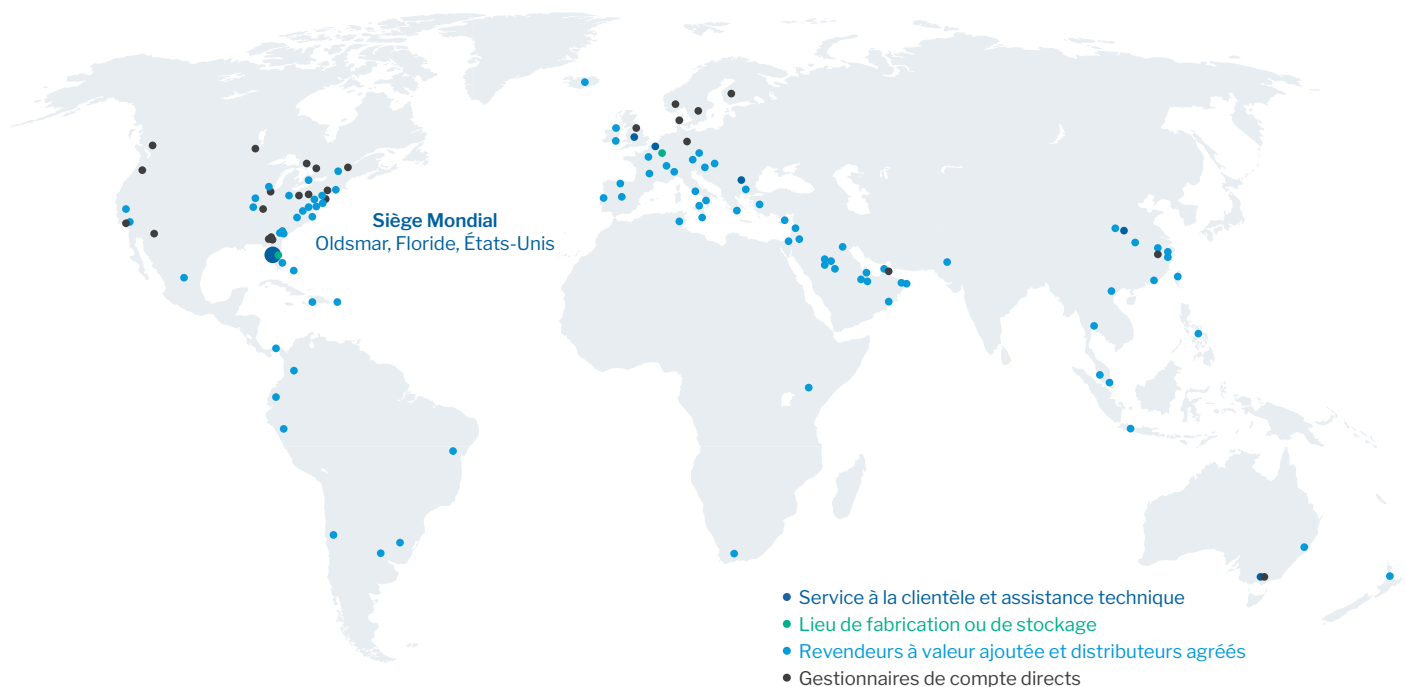 Siège Mondial
Oldsmar, Floride, États-Unis
Service à la clientèle et assistance technique
Lieu de fabrication ou de stockage
Revendeurs à valeur ajoutée et distributeurs agréés
Gestionnaires de compte directs